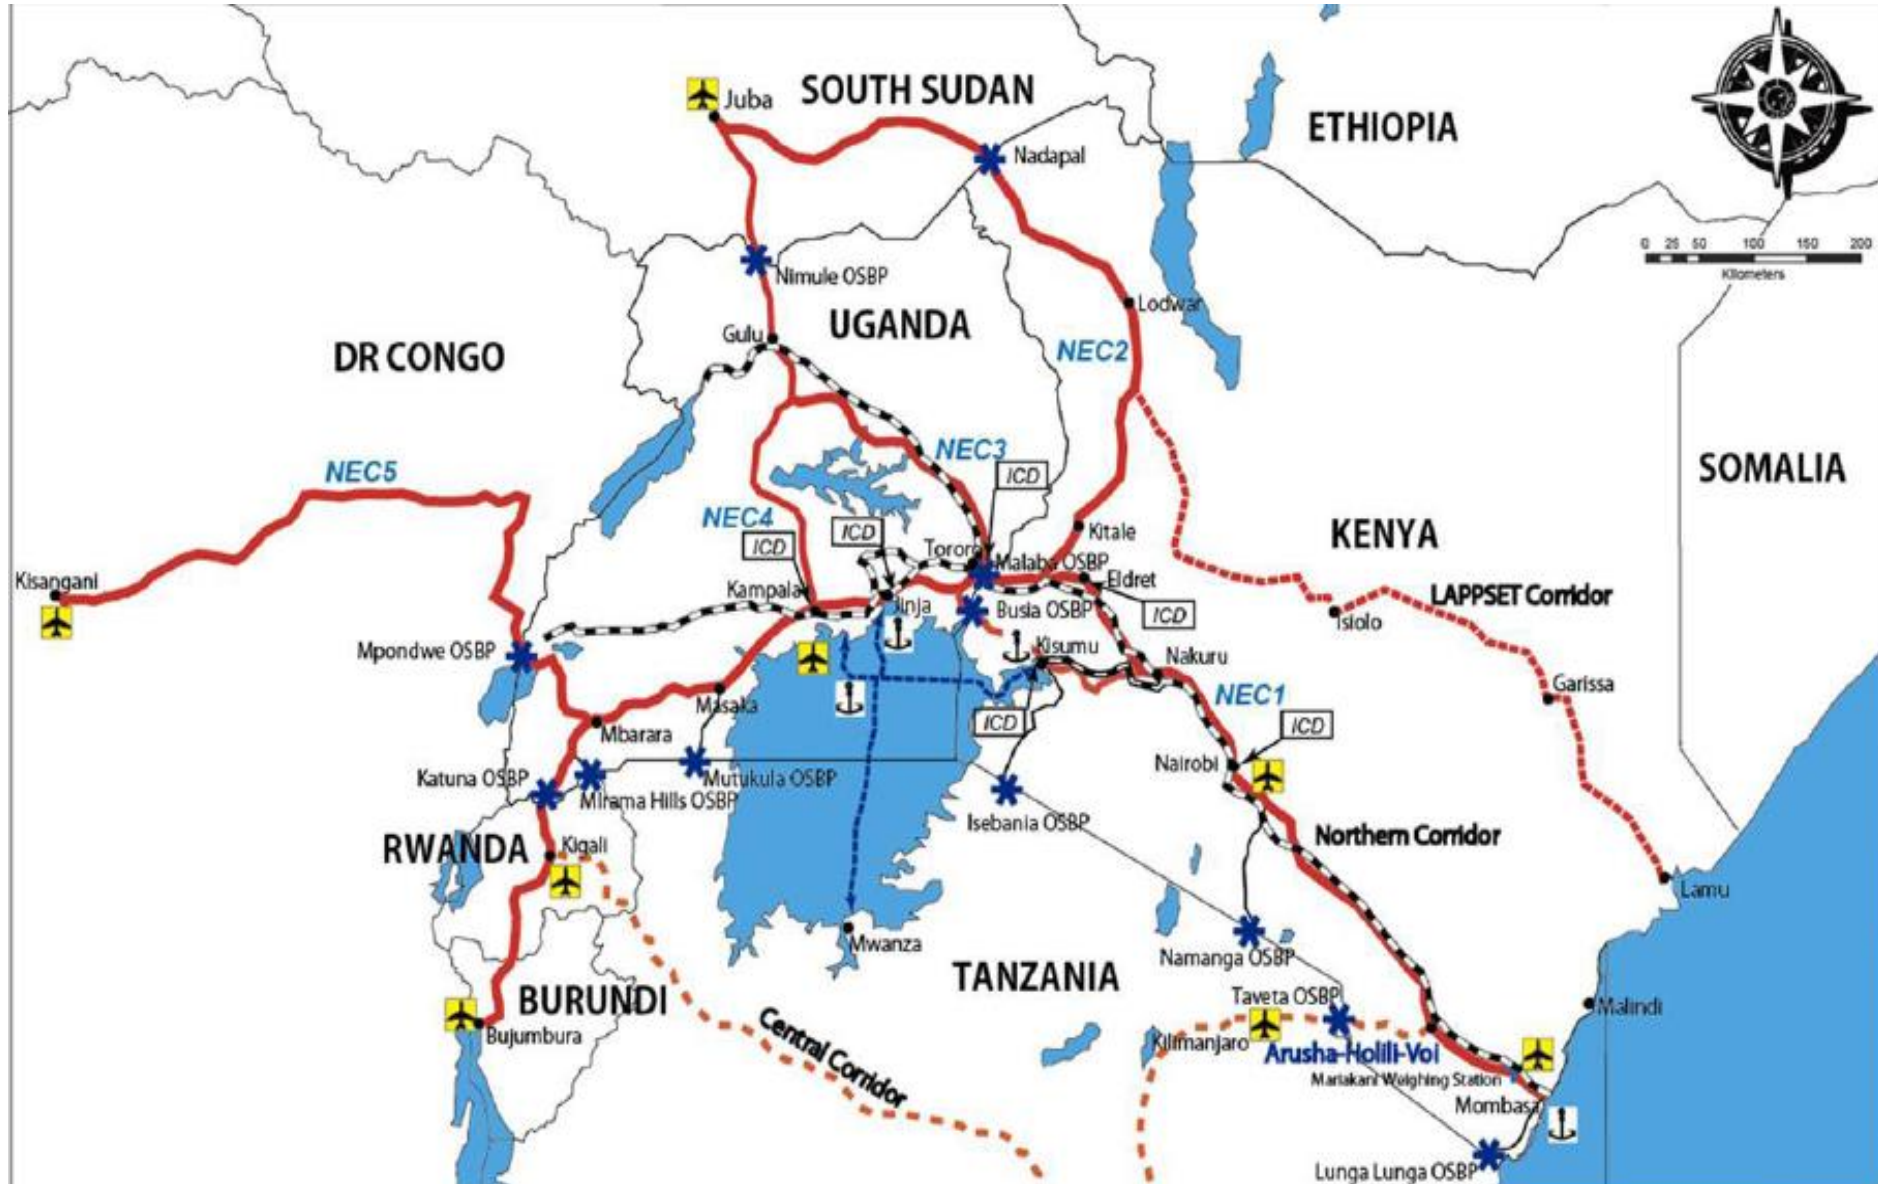 Juba
SOUTH SUDAN
ETHIOPIA
Nadapal
0 25 50 100 150 200
Kilometers
Nimule OSBP
Lodwar
Gulu
UGANDA
DR CONGO
NEC2
NEC5
NEC3
ICD
SOMALIA
NEC4
ICD
ICD
KENYA
Kitale
Tororo
Malaba OSBP
Kisangani
Eldret
Kampala
Jinja
Busia OSBP
ICD
LAPPSET Corridor
Isiolo
Mpondwe OSBP
Kisumu
Nakuru
Garissa
NEC1
Masaka
ICD
ICD
Mbarara
Nairobi
Katuna OSBP
Mutukula OSBP
Mirama Hills OSBP
Isebania OSBP
Northern Corridor
RWANDA
Kigali
Lamu
Mwanza
Namanga OSBP
TANZANIA
BURUNDI
Taveta OSBP
Malindi
Bujumbura
Central Corridor
Kilimanjaro
Arusha-Holili-Voi
Mariakani Weighing Station
Mombasa
Lunga Lunga OSBP